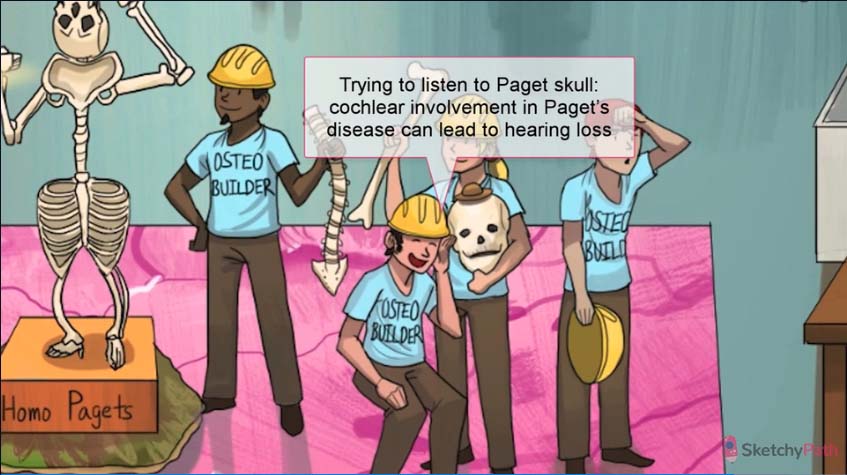 Trying to listen to Paget skull:
cochlear involvement in Paget's
disease can lead to hearing loss
OSTEO
BUILDER
OSTEO
BUILDER
OSTEO
BUILD
Homo Pagets
SketchyPath